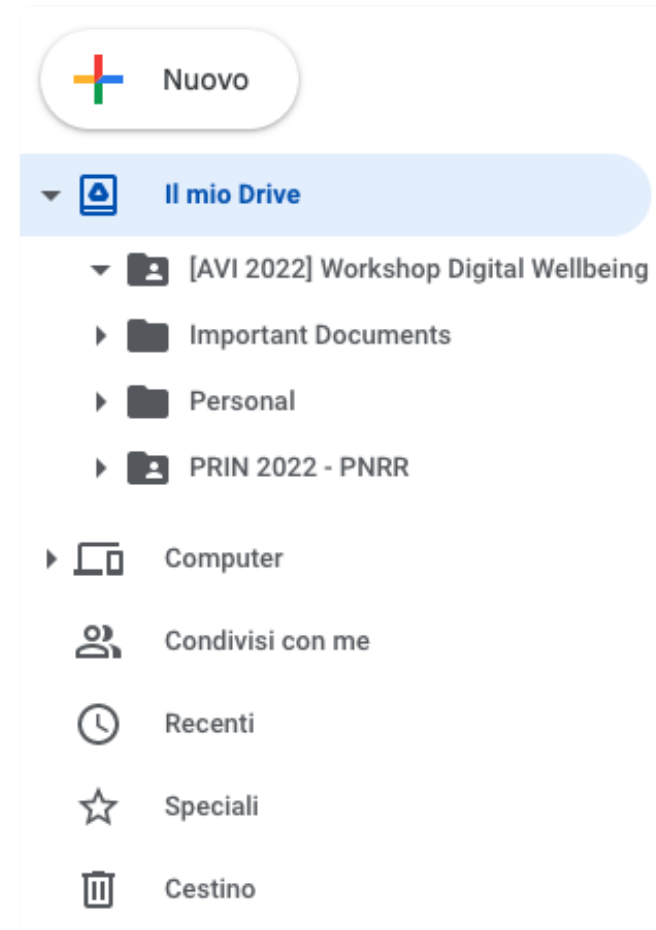 Nuovo
Il mio Drive
[AVI 2022] Workshop Digital Wellbeing
Important Documents
Personal
PRIN 2022 - PNRR
Computer
Condivisi con me
Recenti
Speciali
Cestino